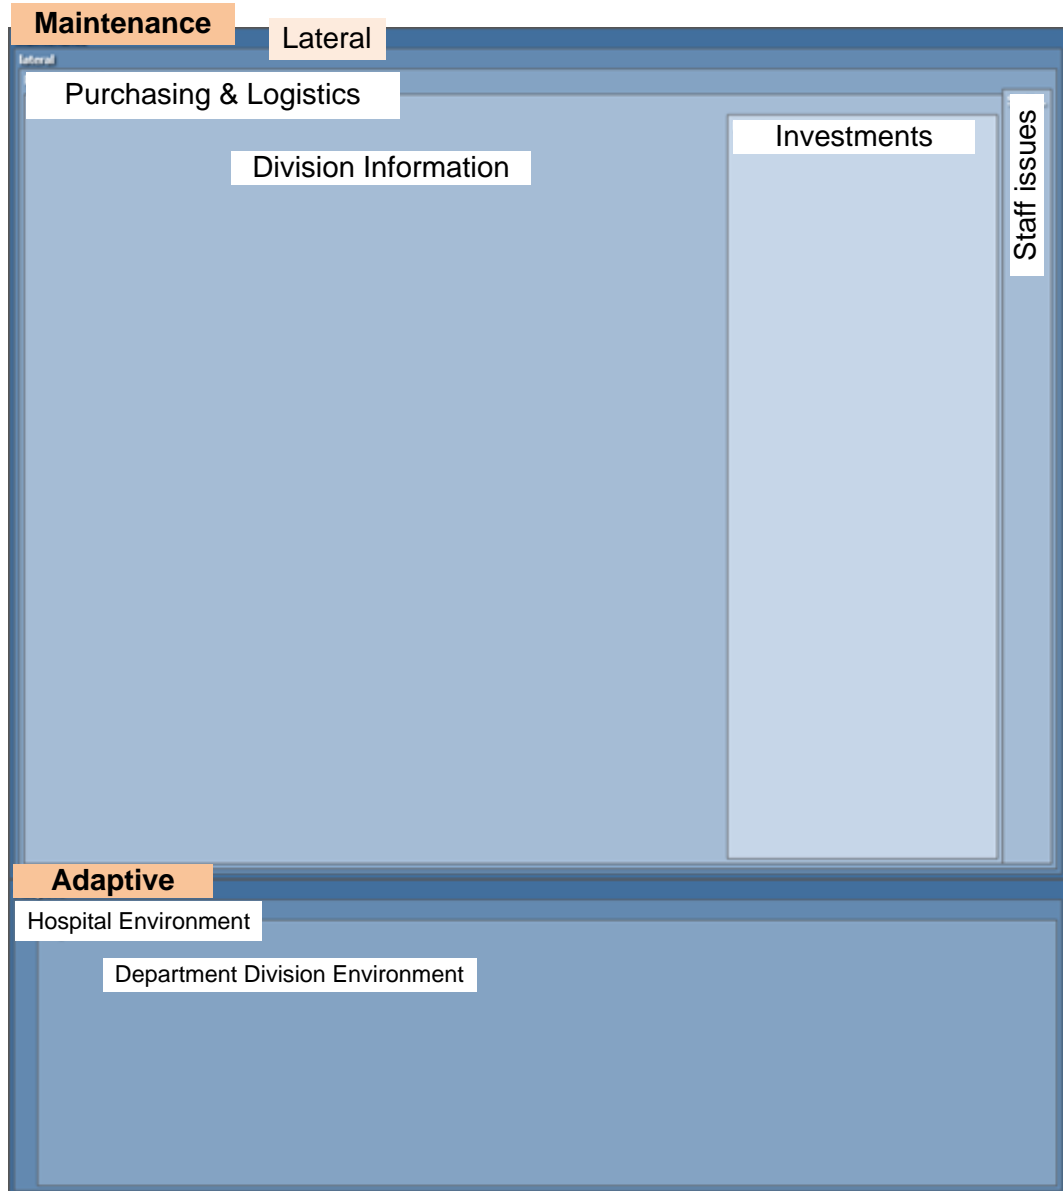 Maintenance
Lateral
lateral
Purchasing & Logistics
Division Information
Investments
Staff issues
Adaptive
Hospital Environment
Department Division Environment